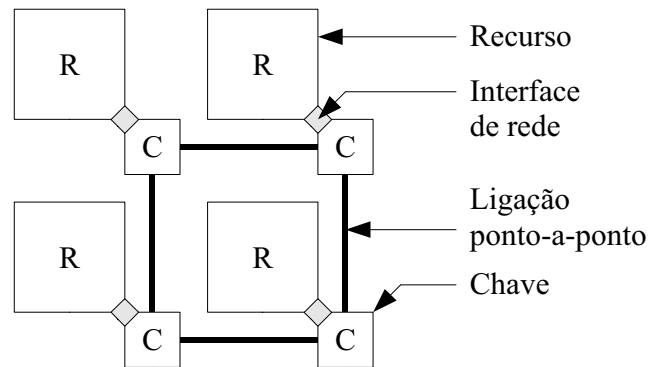 R
R
Recurso
Interface
de rede
C
C
Ligação
ponto-a-ponto
R
R
Chave
C
C